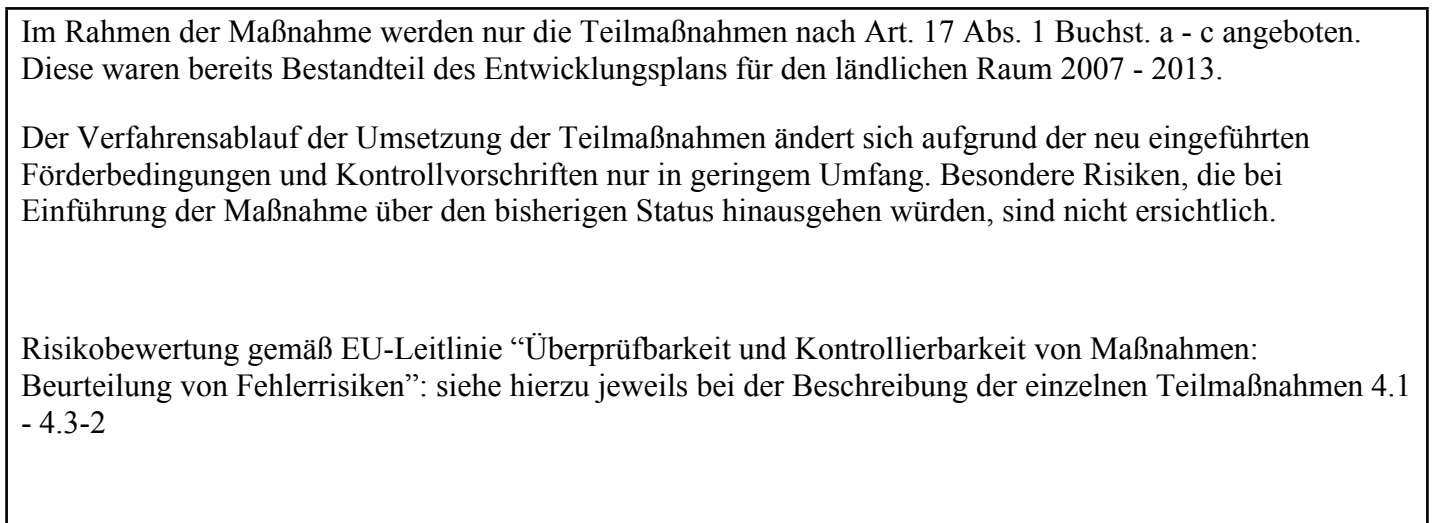 Im Rahmen der Maßnahme werden nur die Teilmaßnahmen nach Art. 17 Abs. 1 Buchst. a - c angeboten.
Diese waren bereits Bestandteil des Entwicklungsplans für den ländlichen Raum 2007 - 2013.
Der Verfahrensablauf der Umsetzung der Teilmaßnahmen ändert sich aufgrund der neu eingeführten
Förderbedingungen und Kontrollvorschriften nur in geringem Umfang. Besondere Risiken, die bei
Einführung der Maßnahme über den bisherigen Status hinausgehen würden, sind nicht ersichtlich.
Risikobewertung gemäß EU-Leitlinie “Überprüfbarkeit und Kontrollierbarkeit von Maßnahmen:
Beurteilung von Fehlerrisiken”: siehe hierzu jeweils bei der Beschreibung der einzelnen Teilmaßnahmen 4.1
- 4.3-2